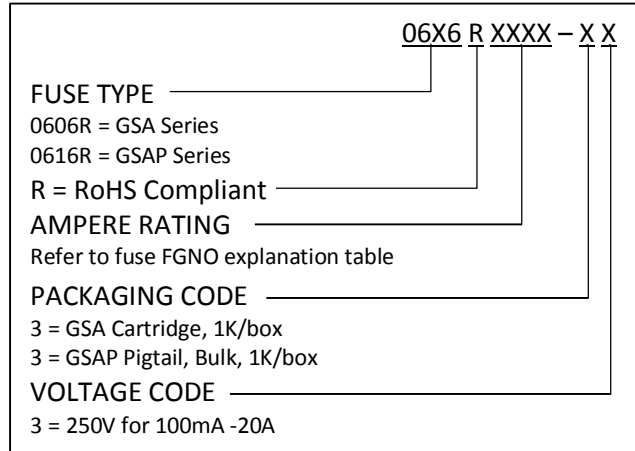 06X6 R XXXX – X X
FUSE TYPE
0606R = GSA Series
0616R = GSAP Series
R = RoHS Compliant
AMPERE RATING
Refer to fuse FGNO explanation table
PACKAGING CODE
3 = GSA Cartridge, 1K/box
3 = GSAP Pigtail, Bulk, 1K/box
VOLTAGE CODE
3 = 250V for 100mA -20A